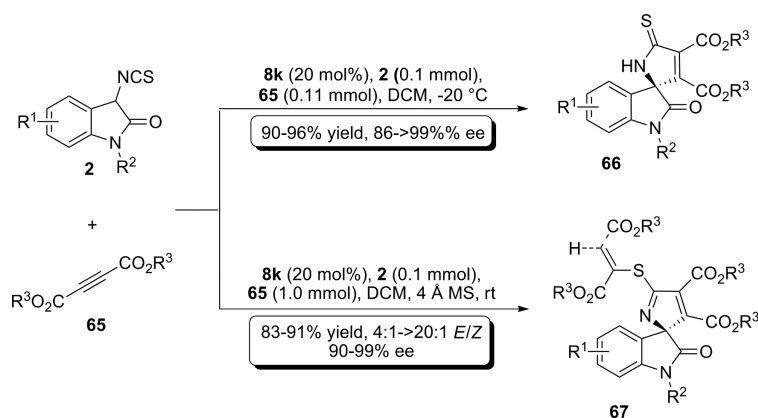 NCS
R¹
O
N
R²
2
+
CO₂R³
R³O₂C
65
8k (20 mol%), 2 (0.1 mmol),
65 (0.11 mmol), DCM, -20 °C
90-96% yield, 86->99%% ee
8k (20 mol%), 2 (0.1 mmol),
65 (1.0 mmol), DCM, 4 Å MS, rt
83-91% yield, 4:1->20:1 E/Z
90-99% ee
S
CO₂R³
HN
CO₂R³
R¹
O
N
R²
66
CO₂R³
H
S
CO₂R³
R³O₂C
N
CO₂R³
R¹
O
N
R²
67